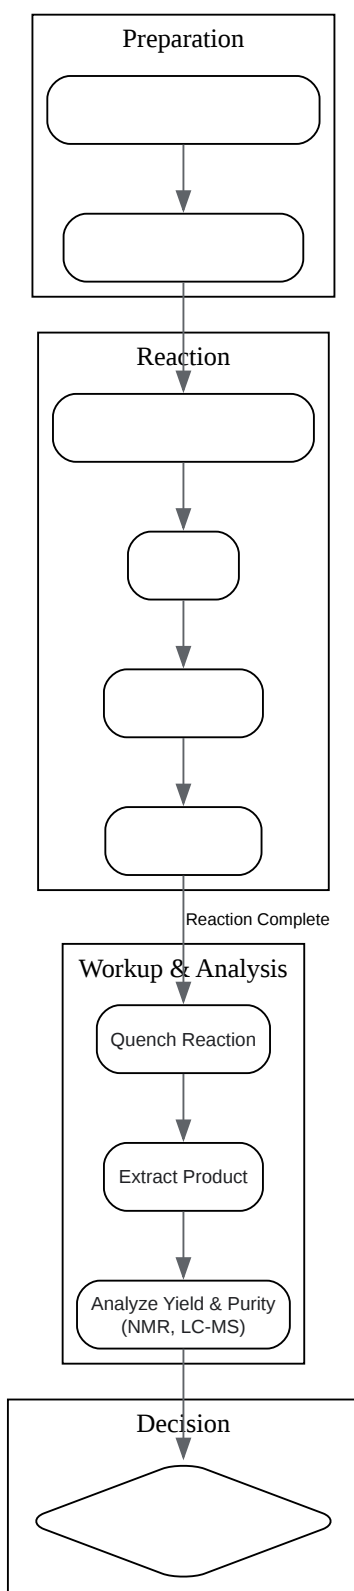 Preparation
Reaction
Reaction Complete
Workup & Analysis
Quench Reaction
Extract Product
Analyze Yield & Purity
(NMR, LC-MS)
Decision